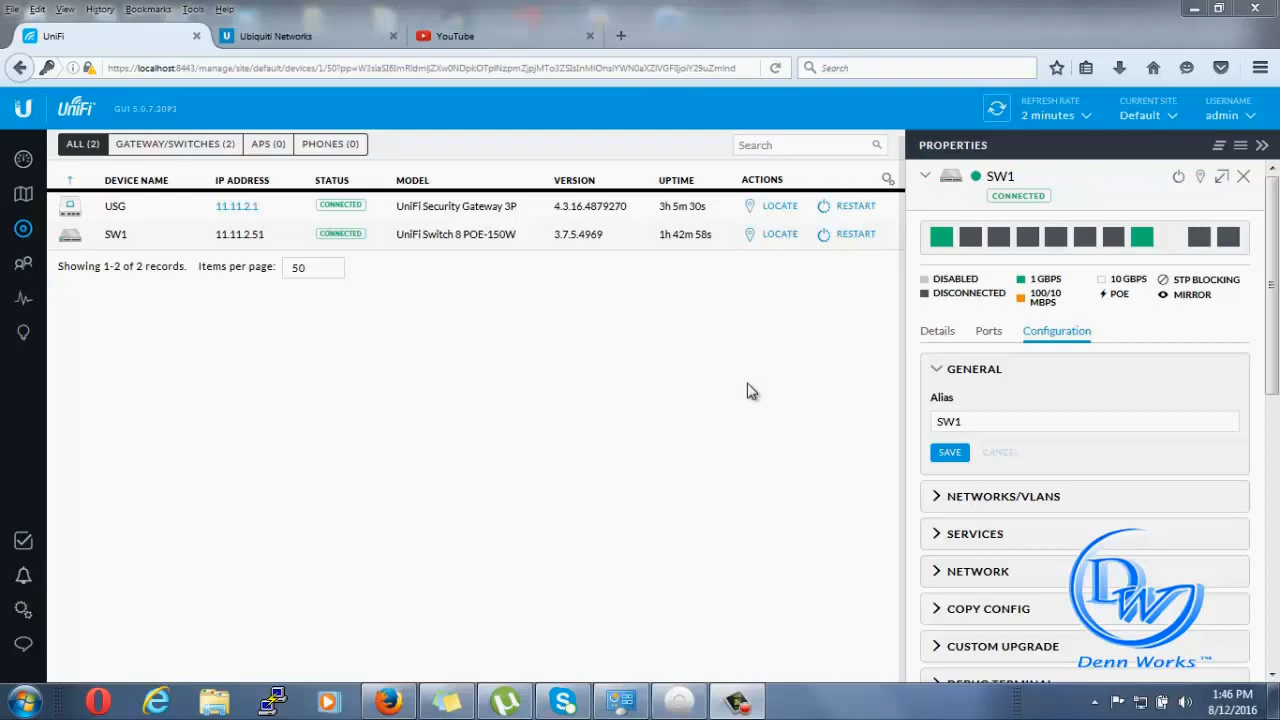 File Edit View History Bookmarks Tools Help
UniFi
Ubiquiti Networks
YouTube
Search
UniFi
GUI 5.0.7.3093
REFRESH RATE
2 minutes
CURRENT SITE
Default
USERNAME
admin
ALL (2) GATEWAY/SWITCHES (2) APS (0) PHONES (0)
Search
PROPERTIES
DEVICE NAME IP ADDRESS STATUS MODEL VERSION UPTIME ACTIONS
USG 11.11.2.1 CONNECTED UniFi Security Gateway 3P 4.3.16.4879270 3h 5m 30s LOCATE RESTART
SW1 11.11.2.51 CONNECTED UniFi Switch 8 POE-150W 3.7.5.4969 1h 42m 58s LOCATE RESTART
Showing 1-2 of 2 records. Items per page: 50
SW1
CONNECTED
DISABLED 1 GBPS 10 GBPS STP BLOCKING
DISCONNECTED 100/10 MBPS POE MIRROR
Details Ports Configuration
GENERAL
Alias
SW1
SAVE CANCEL
NETWORKS/VLANS
SERVICES
NETWORK
COPY CONFIG
CUSTOM UPGRADE
DEBUG TERMINAL
DW
Denn Works™
1:46 PM
8/12/2016